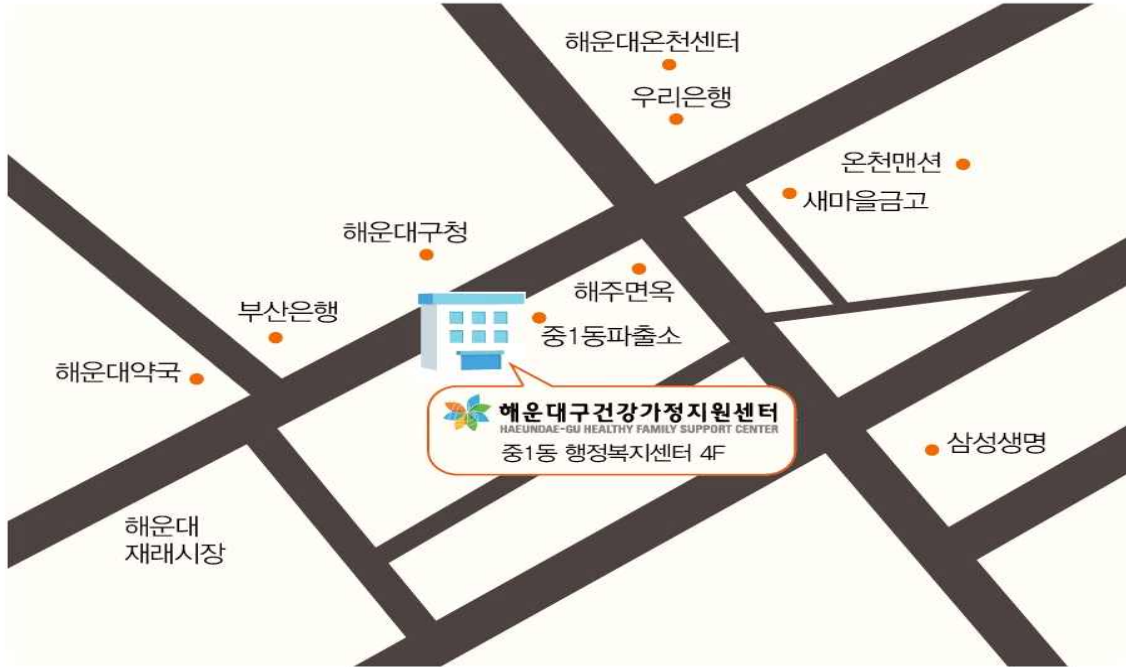 해운대온천센터
우리은행
온천맨션
새마을금고
해운대구청
해주면옥
부산은행
중1동파출소
해운대약국
해운대구건강가정지원센터
HAEUNDAE-GU HEALTHY FAMILY SUPPORT CENTER
중1동 행정복지센터 4F
삼성생명
해운대
재래시장